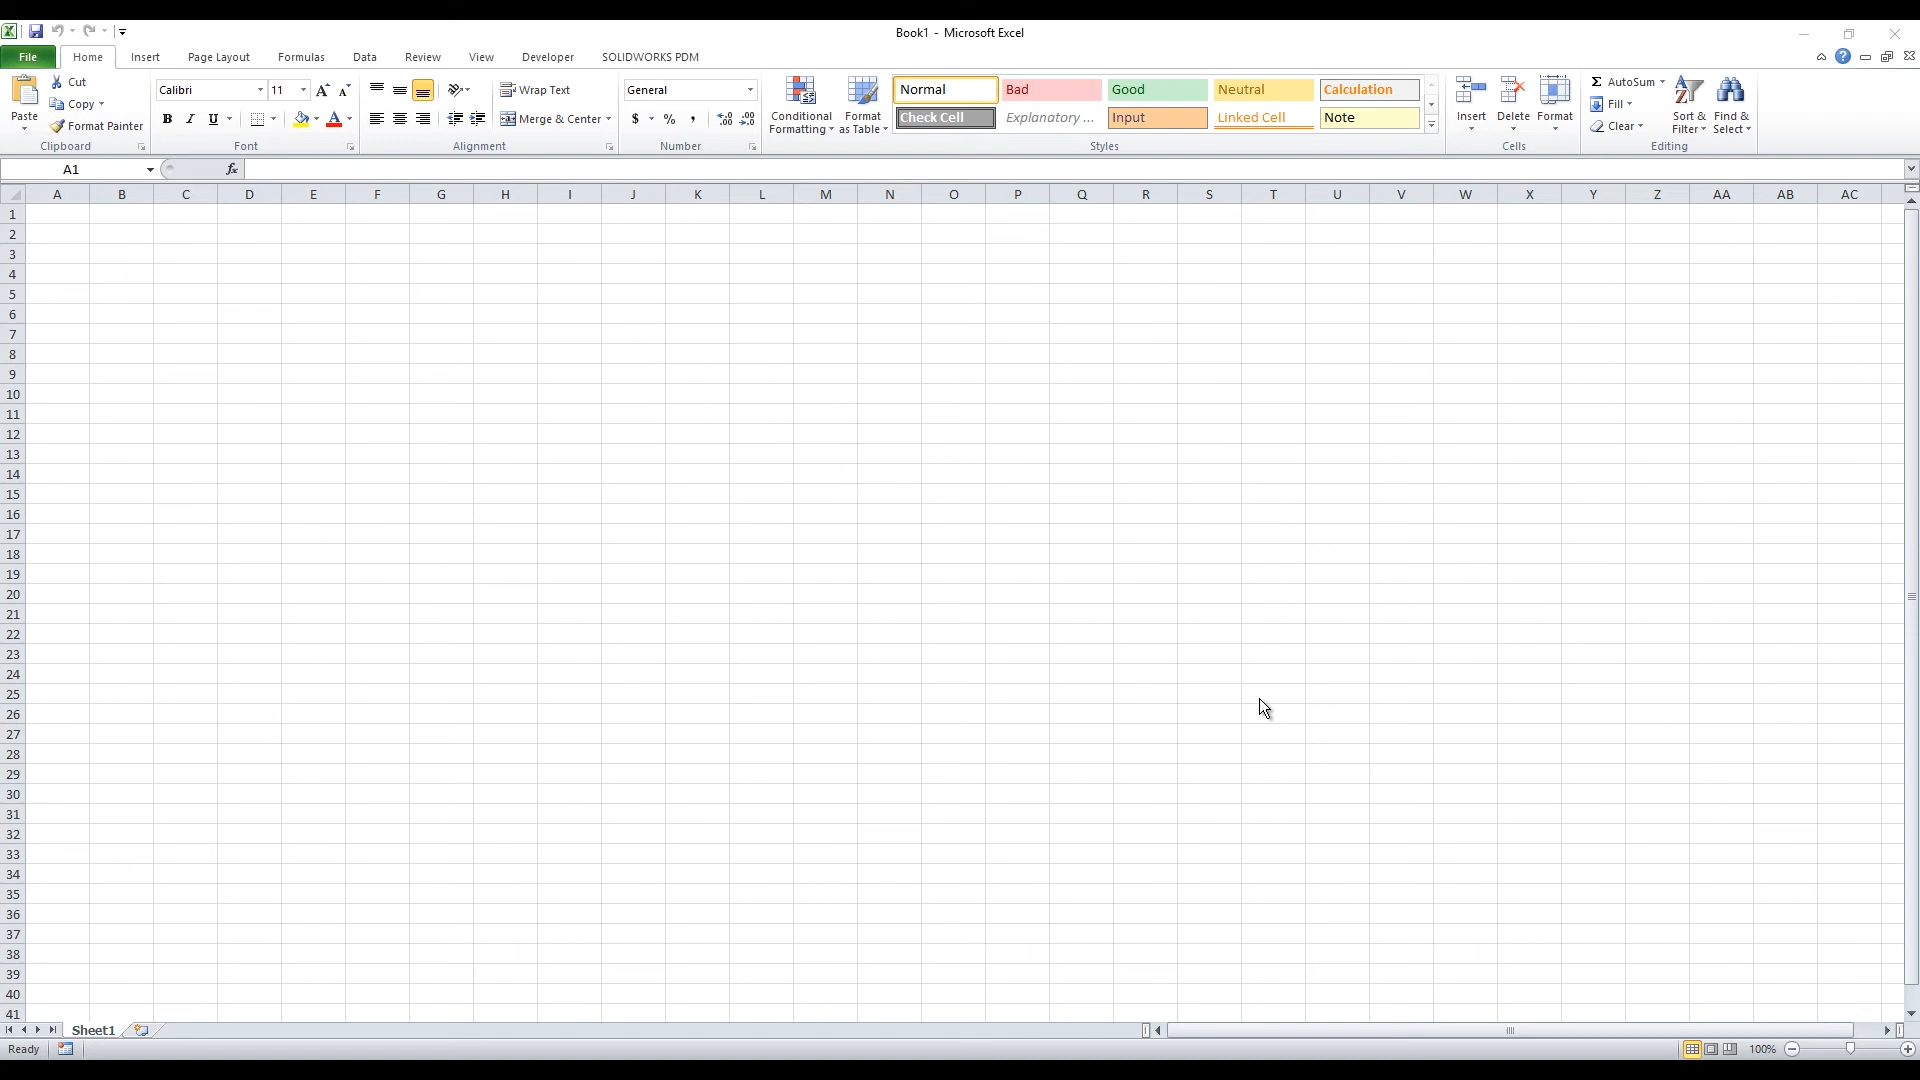 Book1 - Microsoft Excel
File Home Insert Page Layout Formulas Data Review View Developer SOLIDWORKS PDM
Paste
Cut
Copy
Format Painter
Clipboard
Calibri 11
B I U
Font
Wrap Text
Merge & Center
Alignment
General
$ % ,
Number
Conditional Formatting
Format as Table
Normal Bad Good Neutral Calculation
Check Cell Explanatory ... Input Linked Cell Note
Styles
Insert Delete Format
Cells
Σ AutoSum
Fill
Clear
Sort & Filter
Find & Select
Editing
A1 fx
A B C D E F G H I J K L M N O P Q R S T U V W X Y Z AA AB AC
1
2
3
4
5
6
7
8
9
10
11
12
13
14
15
16
17
18
19
20
21
22
23
24
25
26
27
28
29
30
31
32
33
34
35
36
37
38
39
40
41
Sheet1
Ready 100%